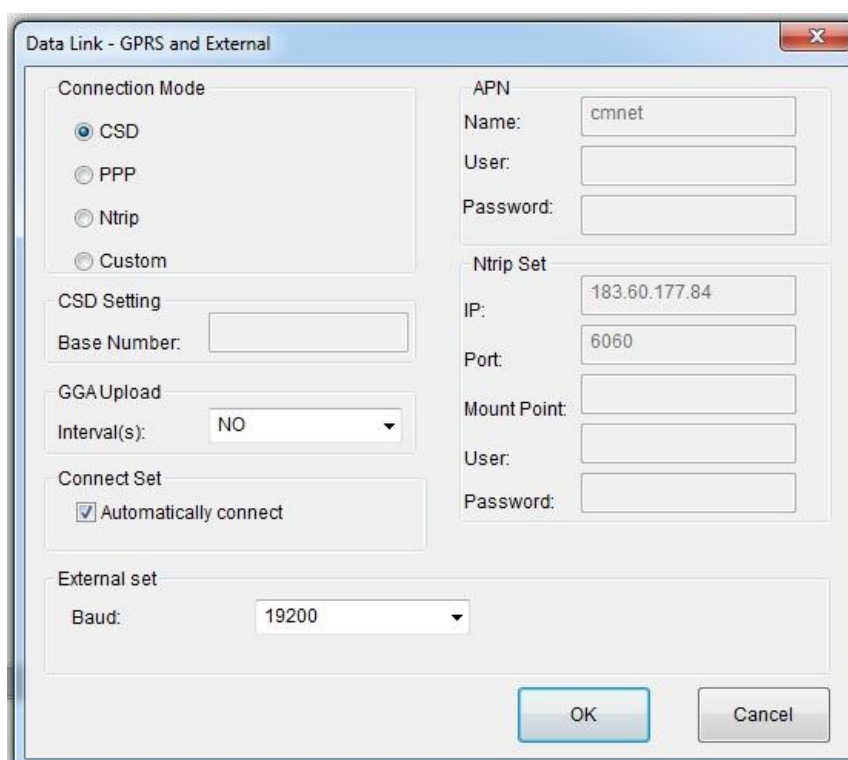 Data Link - GPRS and External
Connection Mode
CSD
PPP
Ntrip
Custom
CSD Setting
Base Number:
GGA Upload
Interval(s): NO
Connect Set
Automatically connect
APN
Name: cmnet
User:
Password:
Ntrip Set
IP: 183.60.177.84
Port: 6060
Mount Point:
User:
Password:
External set
Baud: 19200
OK Cancel